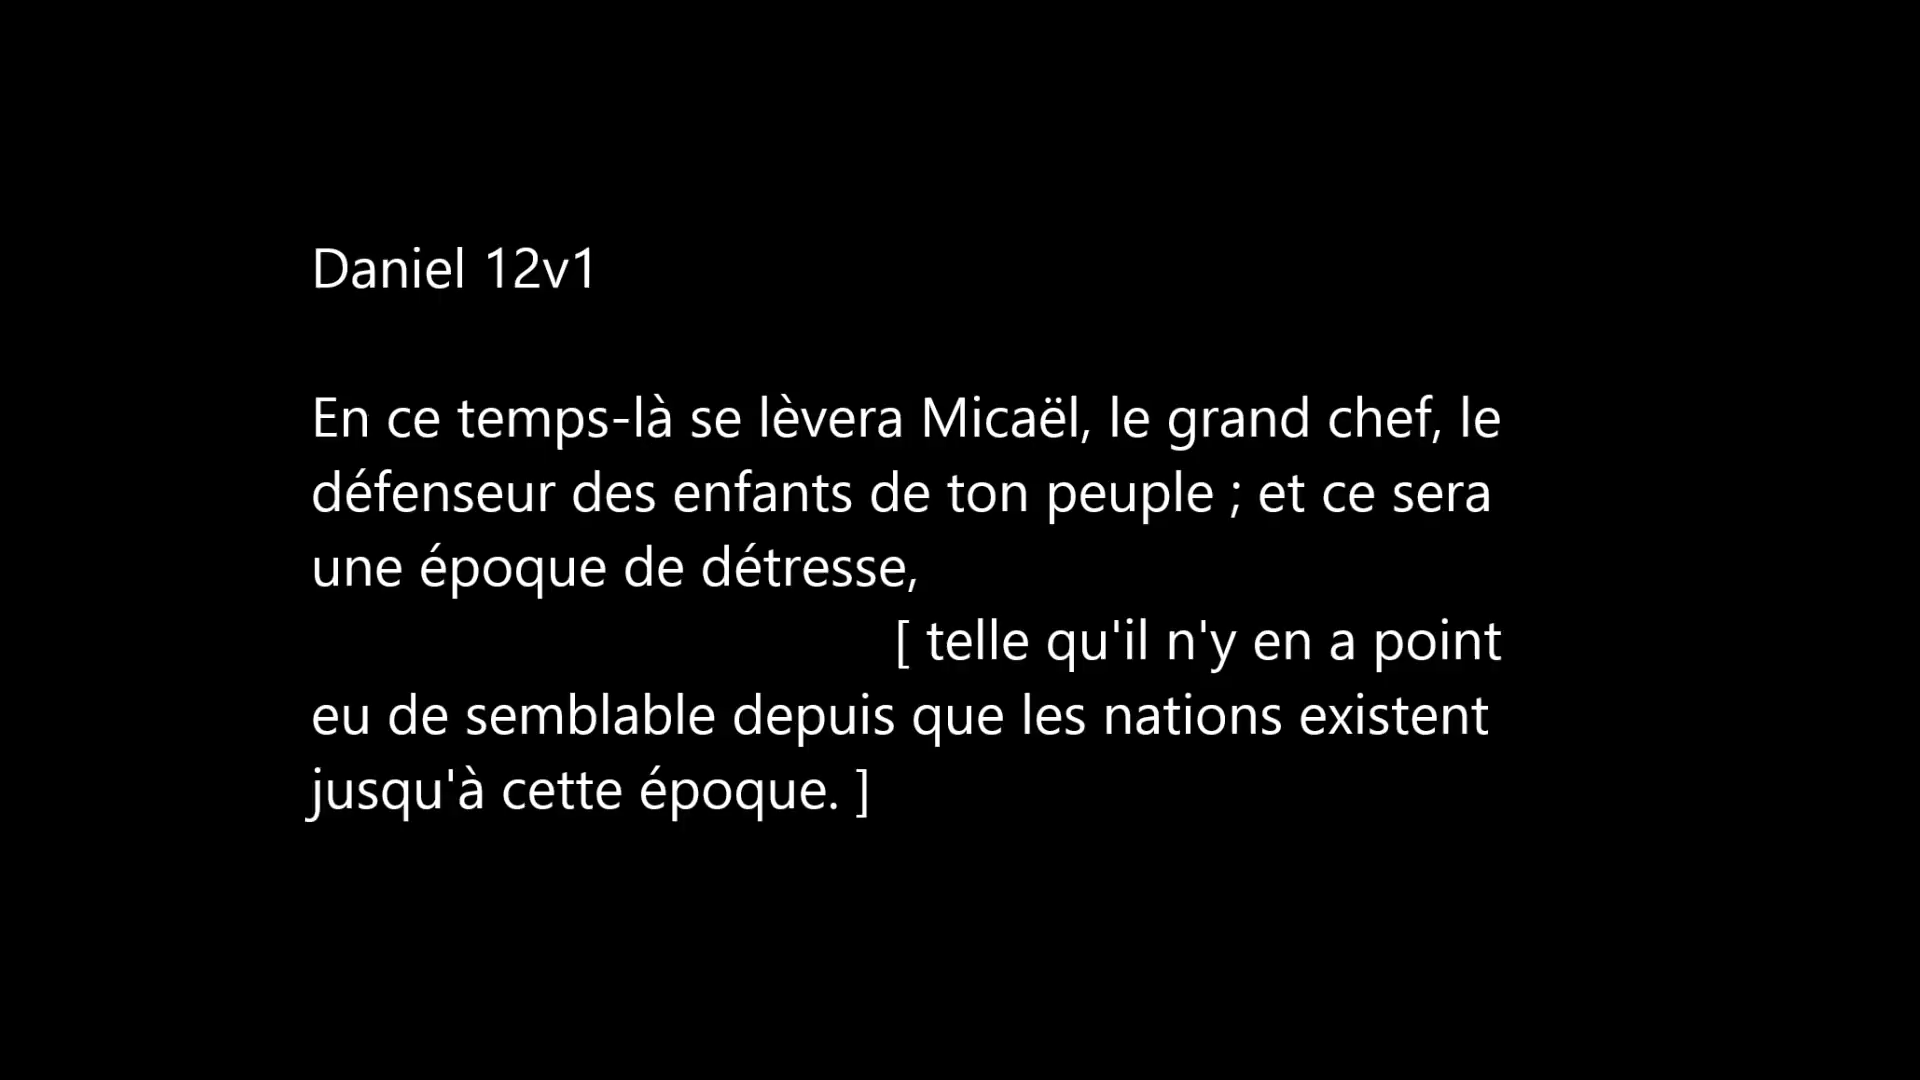 Daniel 12v1
En ce temps-là se lèvera Micaël, le grand chef, le
défenseur des enfants de ton peuple ; et ce sera
une époque de détresse,
[ telle qu'il n'y en a point
eu de semblable depuis que les nations existent
jusqu'à cette époque. ]